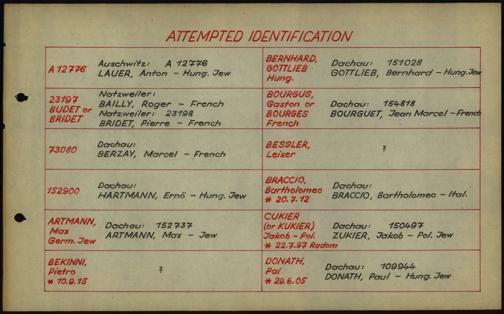 ATTEMPTED IDENTIFICATION
A 12776
Auschwitz: A 12776
LAUER, Anton – Hung. Jew
BERNHARD,
GOTTLIEB
Hung.
Dachau: 151028
GOTTLIEB, Bernhard – Hung. Jew
23197
BUDET or
BRIDET
Natzweiler:
BAILLY, Roger – French
Natzweiler: 23198
BRIDET, Pierre – French
BOURGUS,
Gaston or
BOURGES
French
Dachau: 154818
BOURGUET, Jean Marcel – French
73080
Dachau:
BERZAY, Marcel – French
BESSLER,
Leiser
?
152900
Dachau:
HARTMANN, Ernö – Hung. Jew
BRACCIO,
Bartholomeo
* 20.7.12
Dachau:
BRACCIO, Bartholomeo – Ital.
ARTMANN,
Max
Germ. Jew
Dachau: 152737
ARTMANN, Max – Jew
CUKIER
(or KUKIER)
Jakob – Pol.
* 22.7.97 Radom
Dachau: 150497
ZUKIER, Jakob – Pol. Jew
BEKINNI,
Pietro
* 10.9.15
?
DONATH,
Pal
* 29.6.05
Dachau: 109944
DONATH, Paul – Hung. Jew